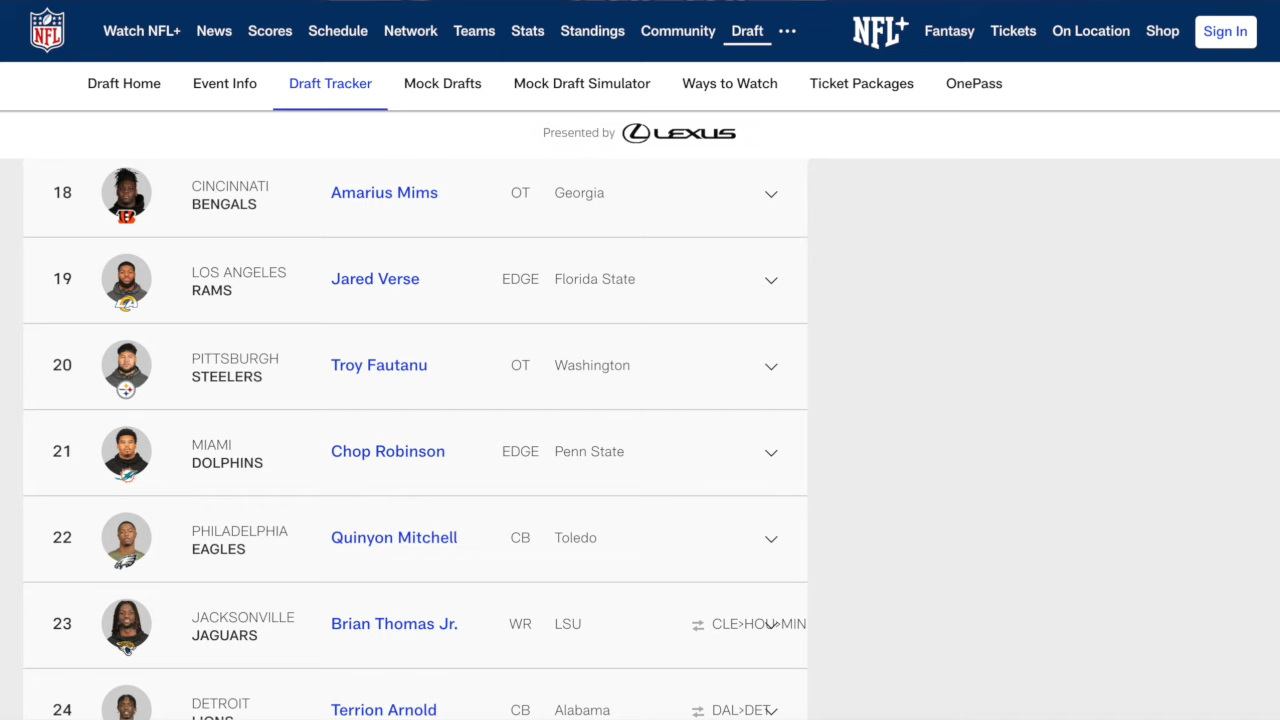 NFL
Watch NFL+ News Scores Schedule Network Teams Stats Standings Community Draft ••• NFL+ Fantasy Tickets On Location Shop Sign In
Draft Home Event Info Draft Tracker Mock Drafts Mock Draft Simulator Ways to Watch Ticket Packages OnePass
Presented by LEXUS
18 CINCINNATI BENGALS Amarius Mims OT Georgia
19 LOS ANGELES RAMS Jared Verse EDGE Florida State
20 PITTSBURGH STEELERS Troy Fautanu OT Washington
21 MIAMI DOLPHINS Chop Robinson EDGE Penn State
22 PHILADELPHIA EAGLES Quinyon Mitchell CB Toledo
23 JACKSONVILLE JAGUARS Brian Thomas Jr. WR LSU CLE>HOU>MIN
24 DETROIT LIONS Terrion Arnold CB Alabama DAL>DET